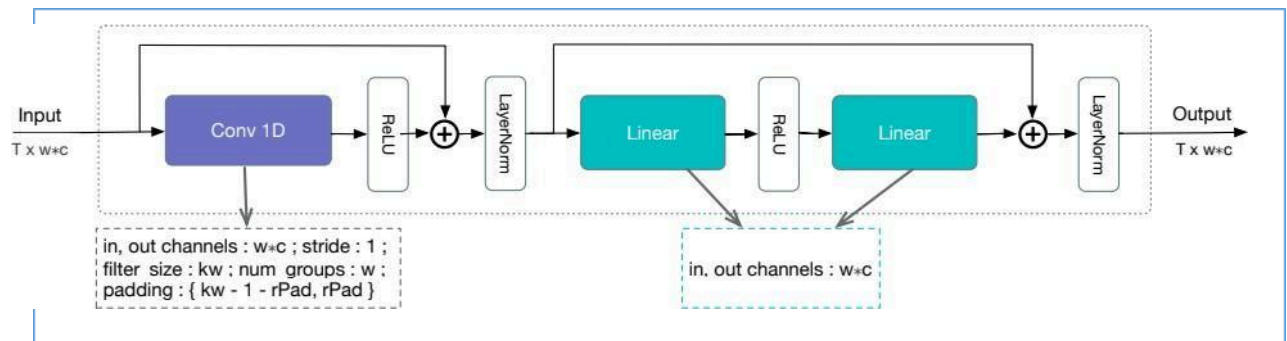 Input
T x w*c
Conv 1D
ReLU
LayerNorm
Linear
ReLU
Linear
LayerNorm
Output
T x w*c
in, out channels : w*c ; stride : 1 ;
filter size : kw ; num groups : w ;
padding : { kw - 1 - rPad, rPad }
in, out channels : w*c